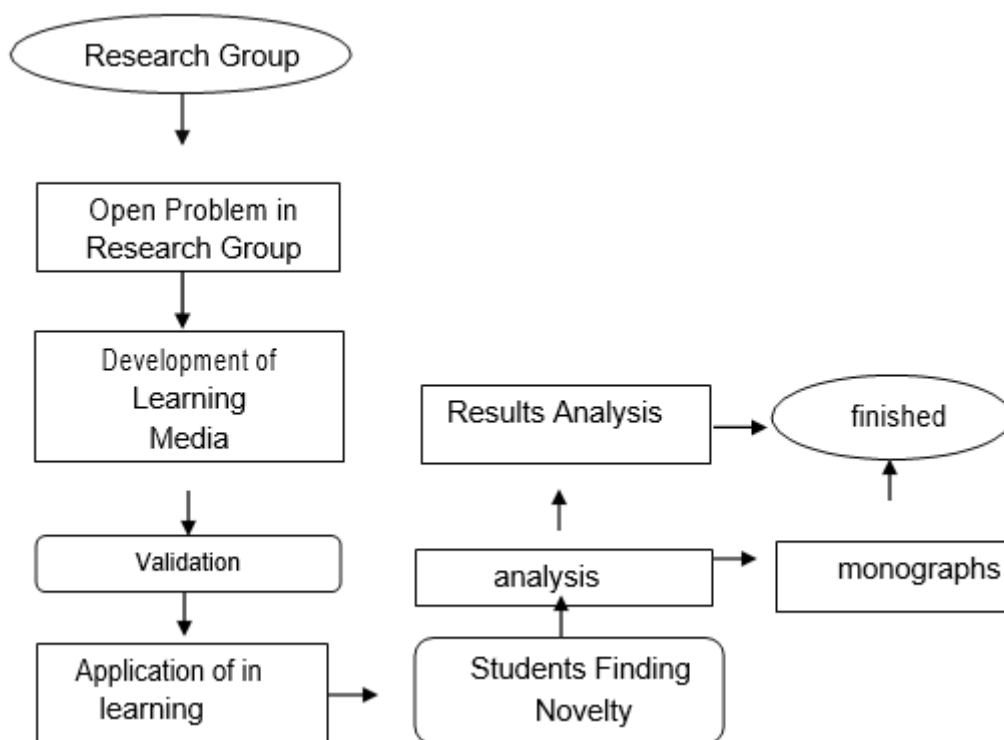 Research Group
Open Problem in
Research Group
Development of
Learning
Media
Validation
Application of in
learning
Students Finding
Novelty
analysis
Results Analysis
monographs
finished